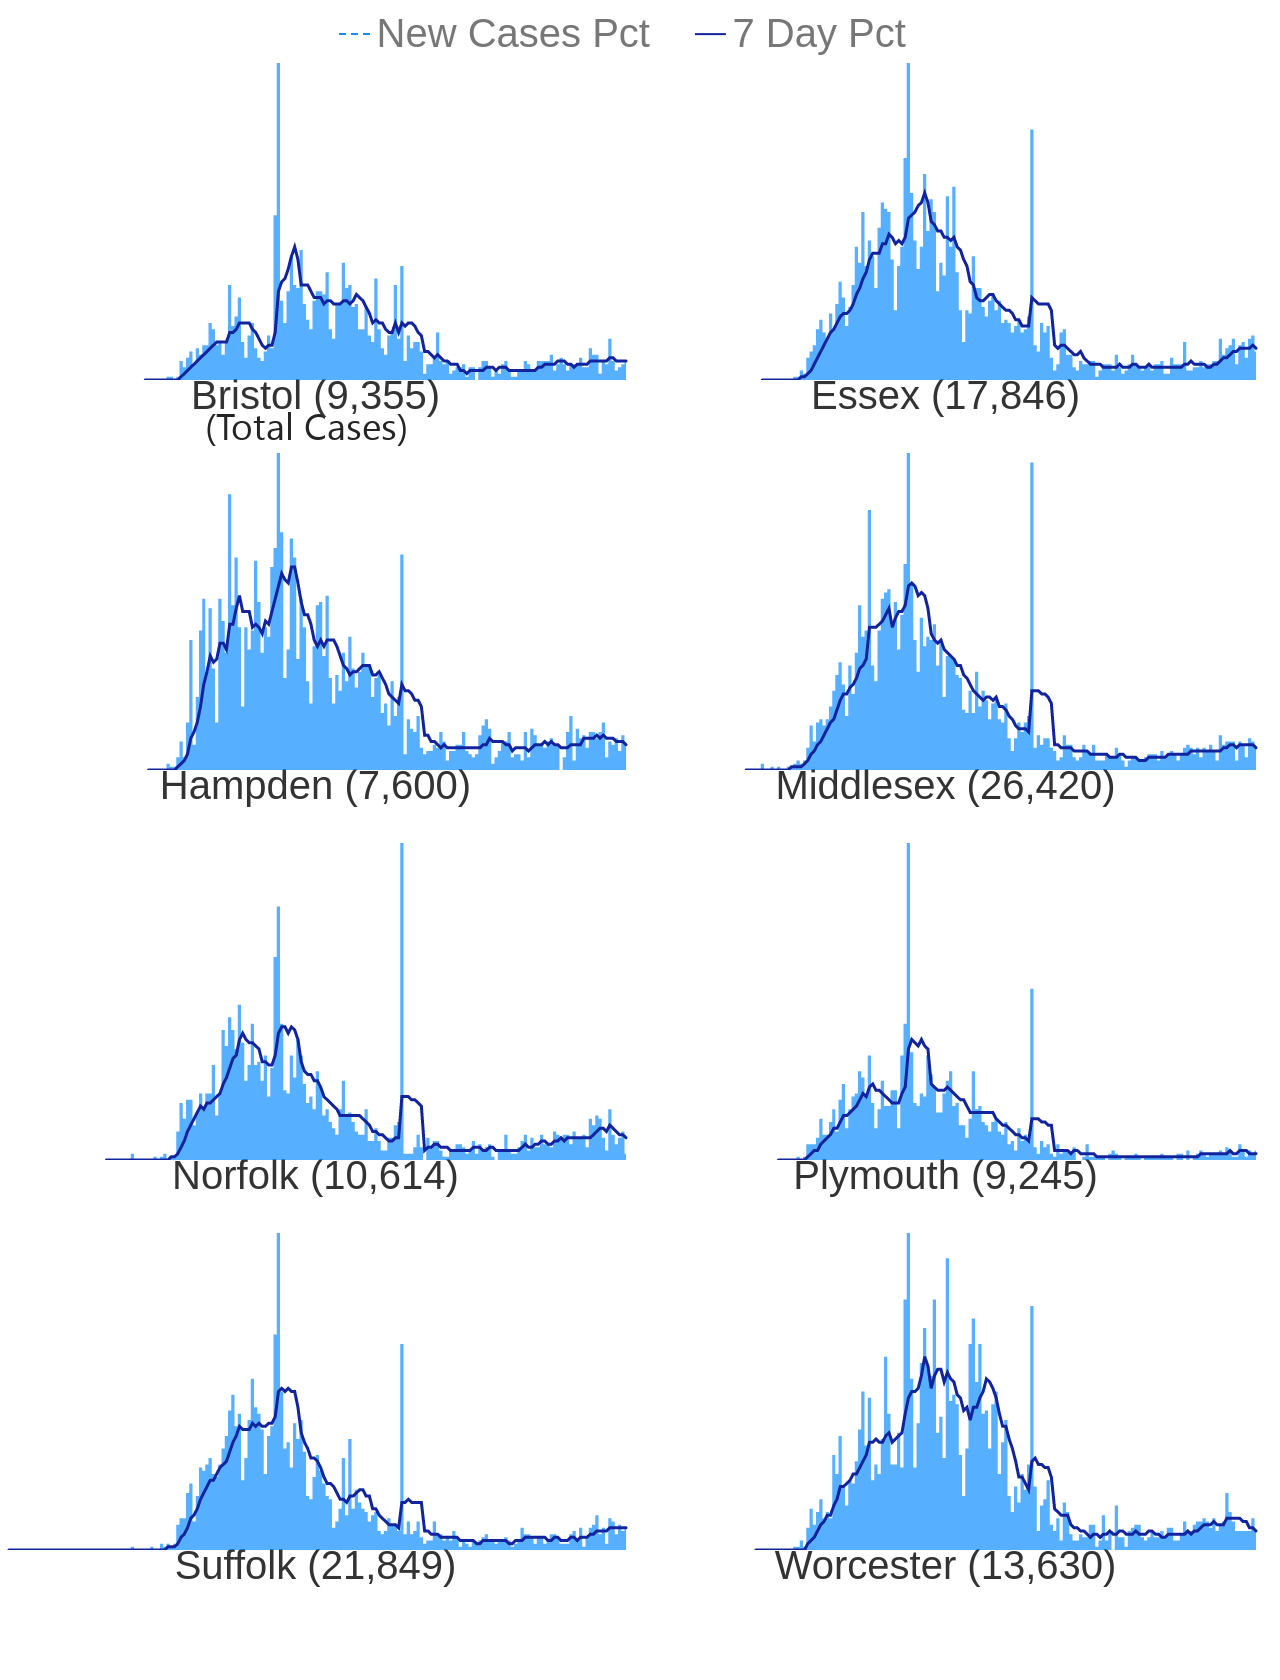 New Cases Pct 7 Day Pct
Bristol (9,355) Essex (17,846)
(Total Cases)
Hampden (7,600) Middlesex (26,420)
Norfolk (10,614) Plymouth (9,245)
Suffolk (21,849) Worcester (13,630)